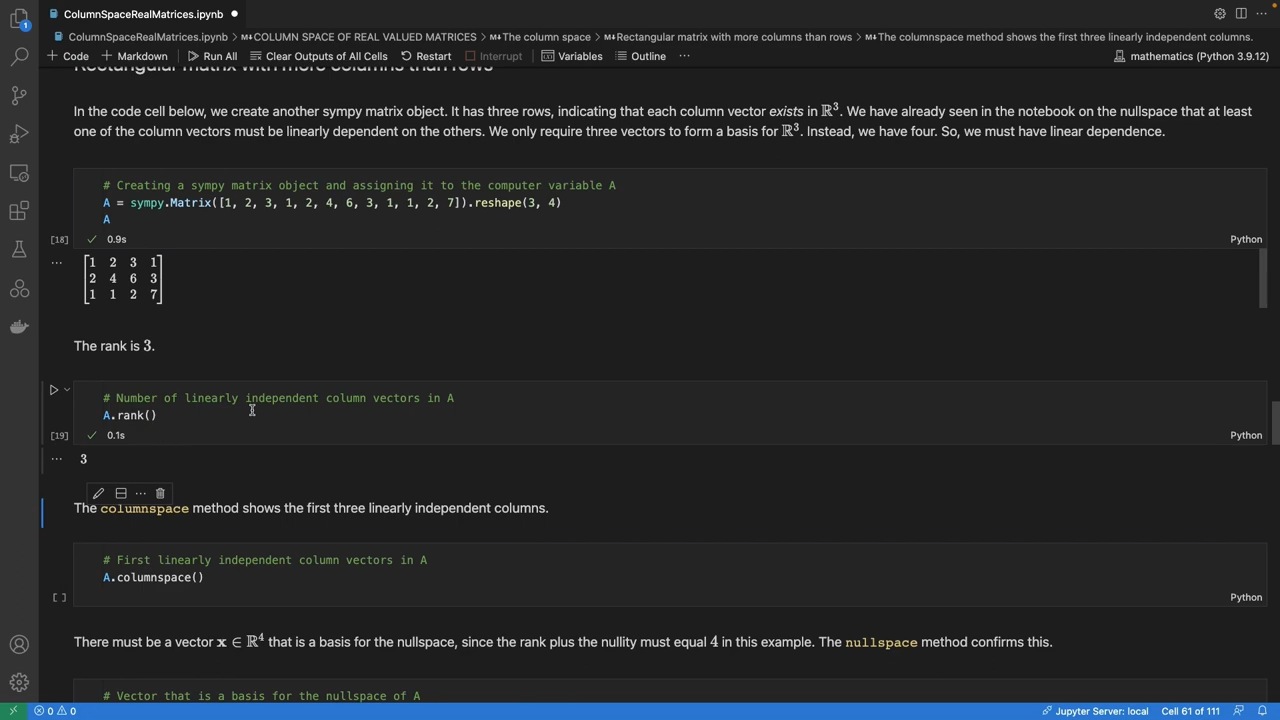 ColumnSpaceRealMatrices.ipynb
1
ColumnSpaceRealMatrices.ipynb > M↓COLUMN SPACE OF REAL VALUED MATRICES > M↓The column space > M↓Rectangular matrix with more columns than rows > M↓The columnspace method shows the first three linearly independent columns.
+ Code + Markdown Run All Clear Outputs of All Cells Restart Interrupt Variables Outline ... mathematics (Python 3.9.12)
Rectangular matrix with more columns than rows
In the code cell below, we create another sympy matrix object. It has three rows, indicating that each column vector exists in ℝ³. We have already seen in the notebook on the nullspace that at least
one of the column vectors must be linearly dependent on the others. We only require three vectors to form a basis for ℝ³. Instead, we have four. So, we must have linear dependence.
# Creating a sympy matrix object and assigning it to the computer variable A
A = sympy.Matrix([1, 2, 3, 1, 2, 4, 6, 3, 1, 1, 2, 7]).reshape(3, 4)
A
[18] ✓ 0.9s Python
1 2 3 1
2 4 6 3
1 1 2 7
The rank is 3.
# Number of linearly independent column vectors in A
A.rank()
[19] ✓ 0.1s Python
3
The columnspace method shows the first three linearly independent columns.
# First linearly independent column vectors in A
A.columnspace()
[ ] Python
There must be a vector x ∈ ℝ⁴ that is a basis for the nullspace, since the rank plus the nullity must equal 4 in this example. The nullspace method confirms this.
# Vector that is a basis for the nullspace of A
0 0 Jupyter Server: local Cell 61 of 111